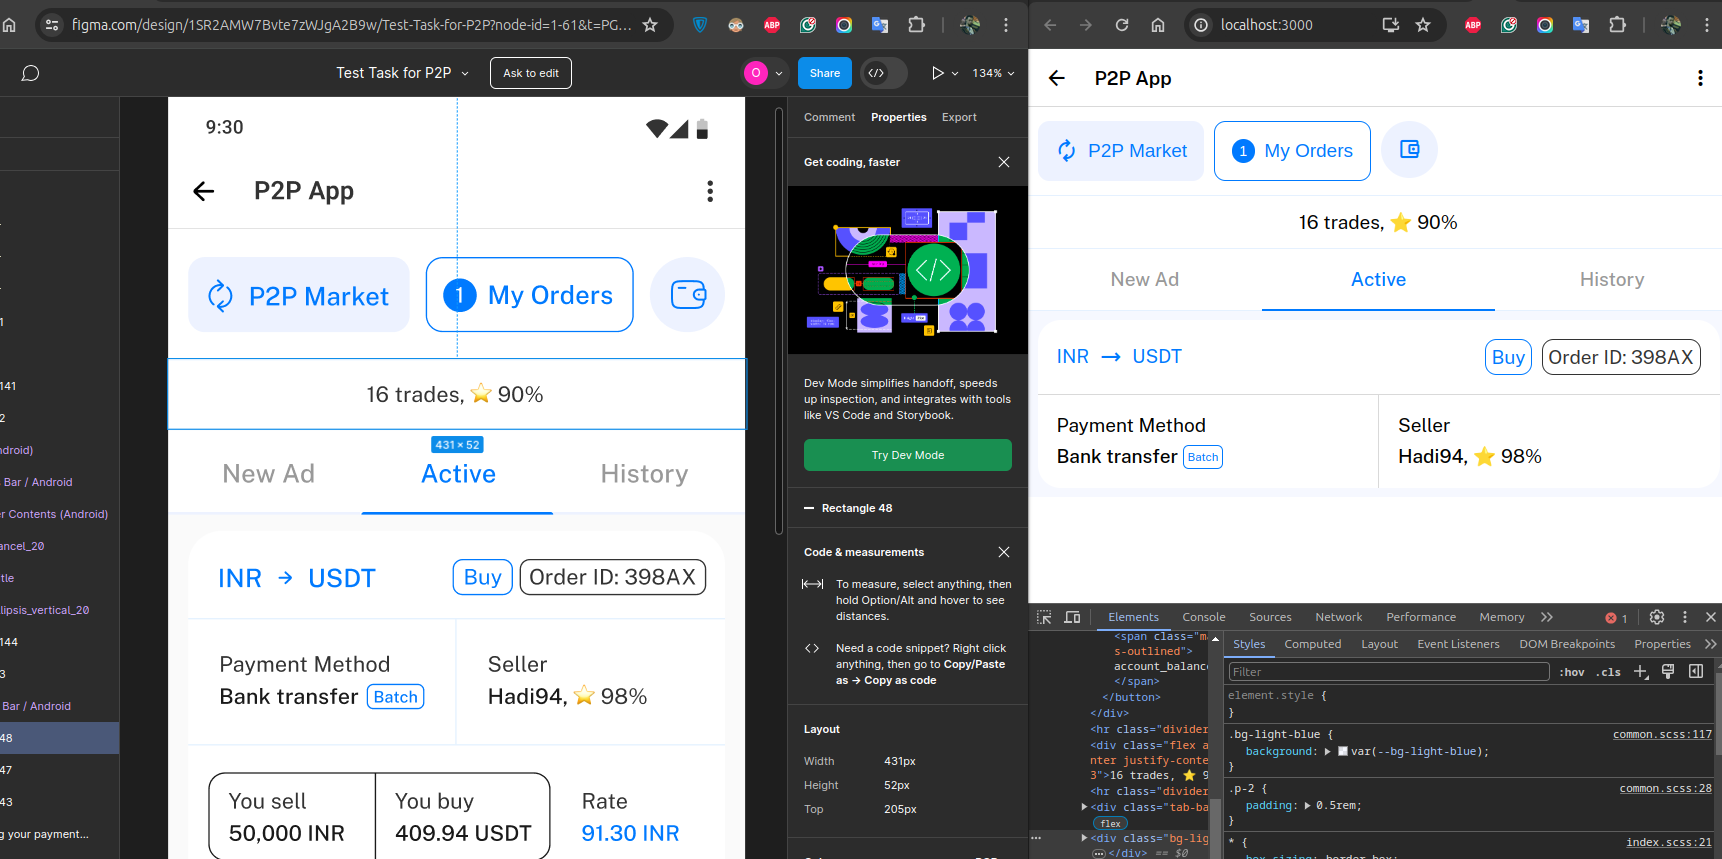 figma.com/design/1SR2AMW7Bvte7zWJgA2B9w/Test-Task-for-P2P?node-id=1-61&t=PG...
ABP
localhost:3000
ABP
Test Task for P2P
Ask to edit
O
Share
134%
141
2
ndroid)
Bar / Android
er Contents (Android)
ancel_20
tle
llipsis_vertical_20
144
3
Bar / Android
48
47
43
g your payment...
9:30
P2P App
P2P Market
1
My Orders
16 trades, ⭐ 90%
431 × 52
New Ad
Active
History
INR → USDT
Buy
Order ID: 398AX
Payment Method
Bank transfer
Batch
Seller
Hadi94, ⭐ 98%
You sell
50,000 INR
You buy
409.94 USDT
Rate
91.30 INR
Comment
Properties
Export
Get coding, faster
Dev Mode simplifies handoff, speeds
up inspection, and integrates with tools
like VS Code and Storybook.
Try Dev Mode
Rectangle 48
Code & measurements
To measure, select anything, then
hold Option/Alt and hover to see
distances.
Need a code snippet? Right click
anything, then go to Copy/Paste
as → Copy as code
Layout
Width 431px
Height 52px
Top 205px
P2P App
P2P Market
1
My Orders
16 trades, ⭐ 90%
New Ad
Active
History
INR → USDT
Buy
Order ID: 398AX
Payment Method
Bank transfer
Batch
Seller
Hadi94, ⭐ 98%
Elements
Console
Sources
Network
Performance
Memory
1
<span class="ma
s-outlined">
account_balanc
</span>
</button>
</div>
<hr class="divider
<div class="flex a
nter justify-conte
3">16 trades, ⭐ 9
<hr class="divider
<div class="tab-ba
flex
<div class="bg-lig
</div> == $0
Styles
Computed
Layout
Event Listeners
DOM Breakpoints
Properties
Filter
:hov
.cls
element.style {
}
.bg-light-blue {
common.scss:117
background: var(--bg-light-blue);
}
.p-2 {
common.scss:28
padding: 0.5rem;
}
* {
index.scss:21
box-sizing: border-box;